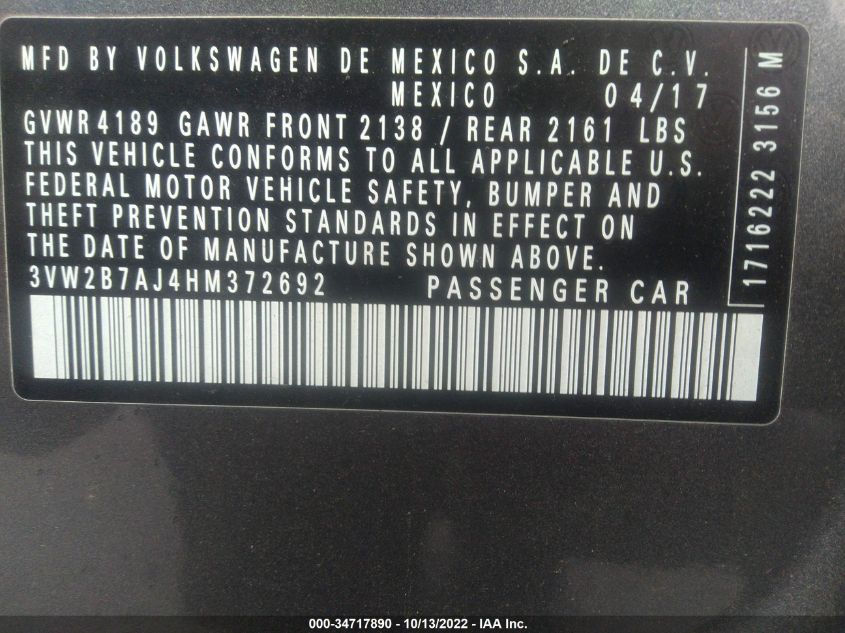 MFD BY VOLKSWAGEN DE MEXICO S.A. DE C.V.
MEXICO 04/17
GVWR 4189 GAWR FRONT 2138 / REAR 2161 LBS
THIS VEHICLE CONFORMS TO ALL APPLICABLE U.S.
FEDERAL MOTOR VEHICLE SAFETY, BUMPER AND
THEFT PREVENTION STANDARDS IN EFFECT ON
THE DATE OF MANUFACTURE SHOWN ABOVE.
3VW2B7AJ4HM372692 PASSENGER CAR
1716222 3156 M
000-34717890 - 10/13/2022 - IAA Inc.